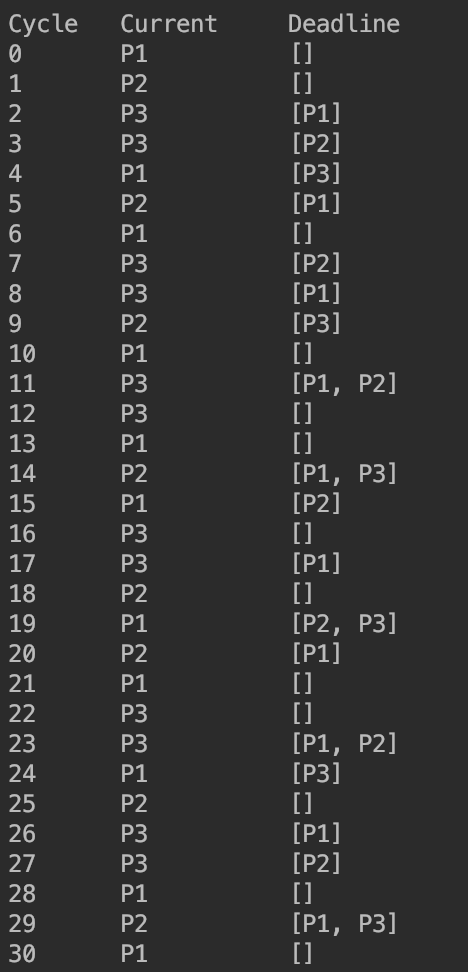 Cycle Current Deadline
0 P1 []
1 P2 []
2 P3 [P1]
3 P3 [P2]
4 P1 [P3]
5 P2 [P1]
6 P1 []
7 P3 [P2]
8 P3 [P1]
9 P2 [P3]
10 P1 []
11 P3 [P1, P2]
12 P3 []
13 P1 []
14 P2 [P1, P3]
15 P1 [P2]
16 P3 []
17 P3 [P1]
18 P2 []
19 P1 [P2, P3]
20 P2 [P1]
21 P1 []
22 P3 []
23 P3 [P1, P2]
24 P1 [P3]
25 P2 []
26 P3 [P1]
27 P3 [P2]
28 P1 []
29 P2 [P1, P3]
30 P1 []